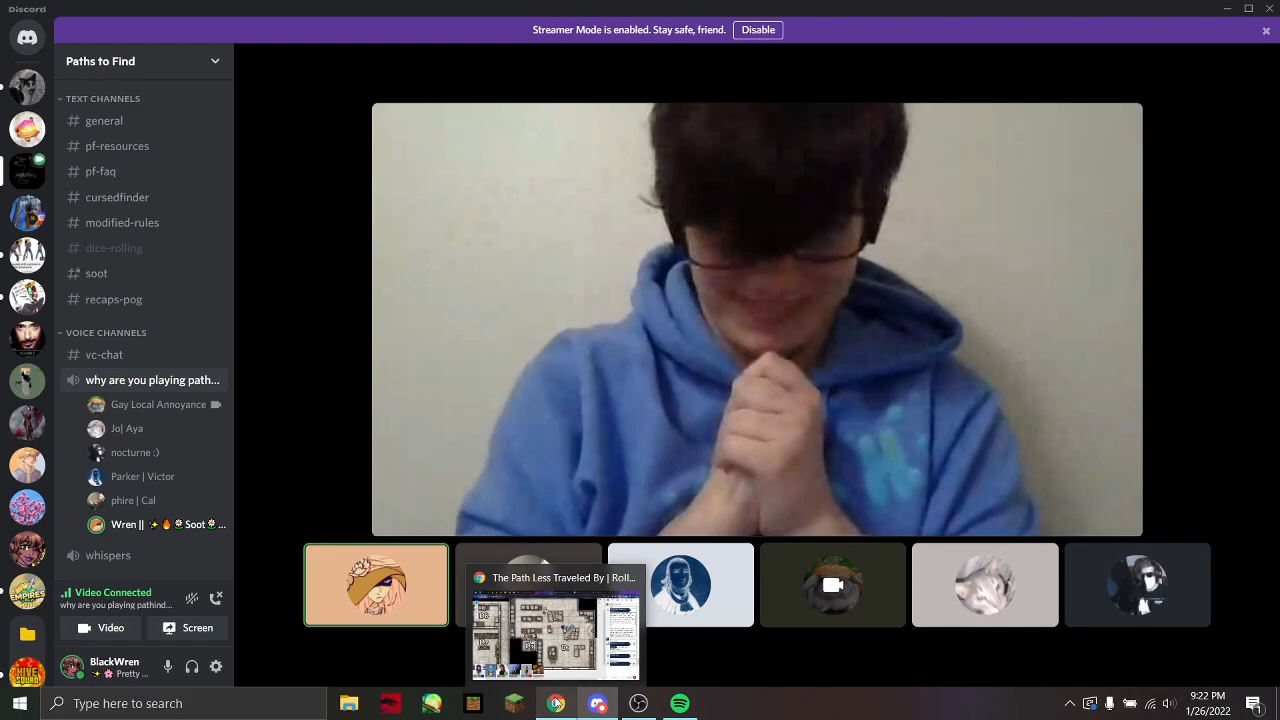 Discord
Streamer Mode is enabled. Stay safe, friend.
Disable
Paths to Find
TEXT CHANNELS
# general
# pf-resources
# pf-faq
# cursedfinder
# modified-rules
# dice-rolling
# soot
# recaps-pog
VOICE CHANNELS
# vc-chat
why are you playing path...
Gay Local Annoyance
Jo| Aya
nocturne :)
Parker | Victor
phire | Cal
Wren || ✨🔥🌼Soot🌼...
whispers
Video Connected
why are you playing pathind...
Video
Screen
BlackWren
Pretty ...
The Path Less Traveled By | Roll...
Type here to search
9:22 PM
1/26/2022